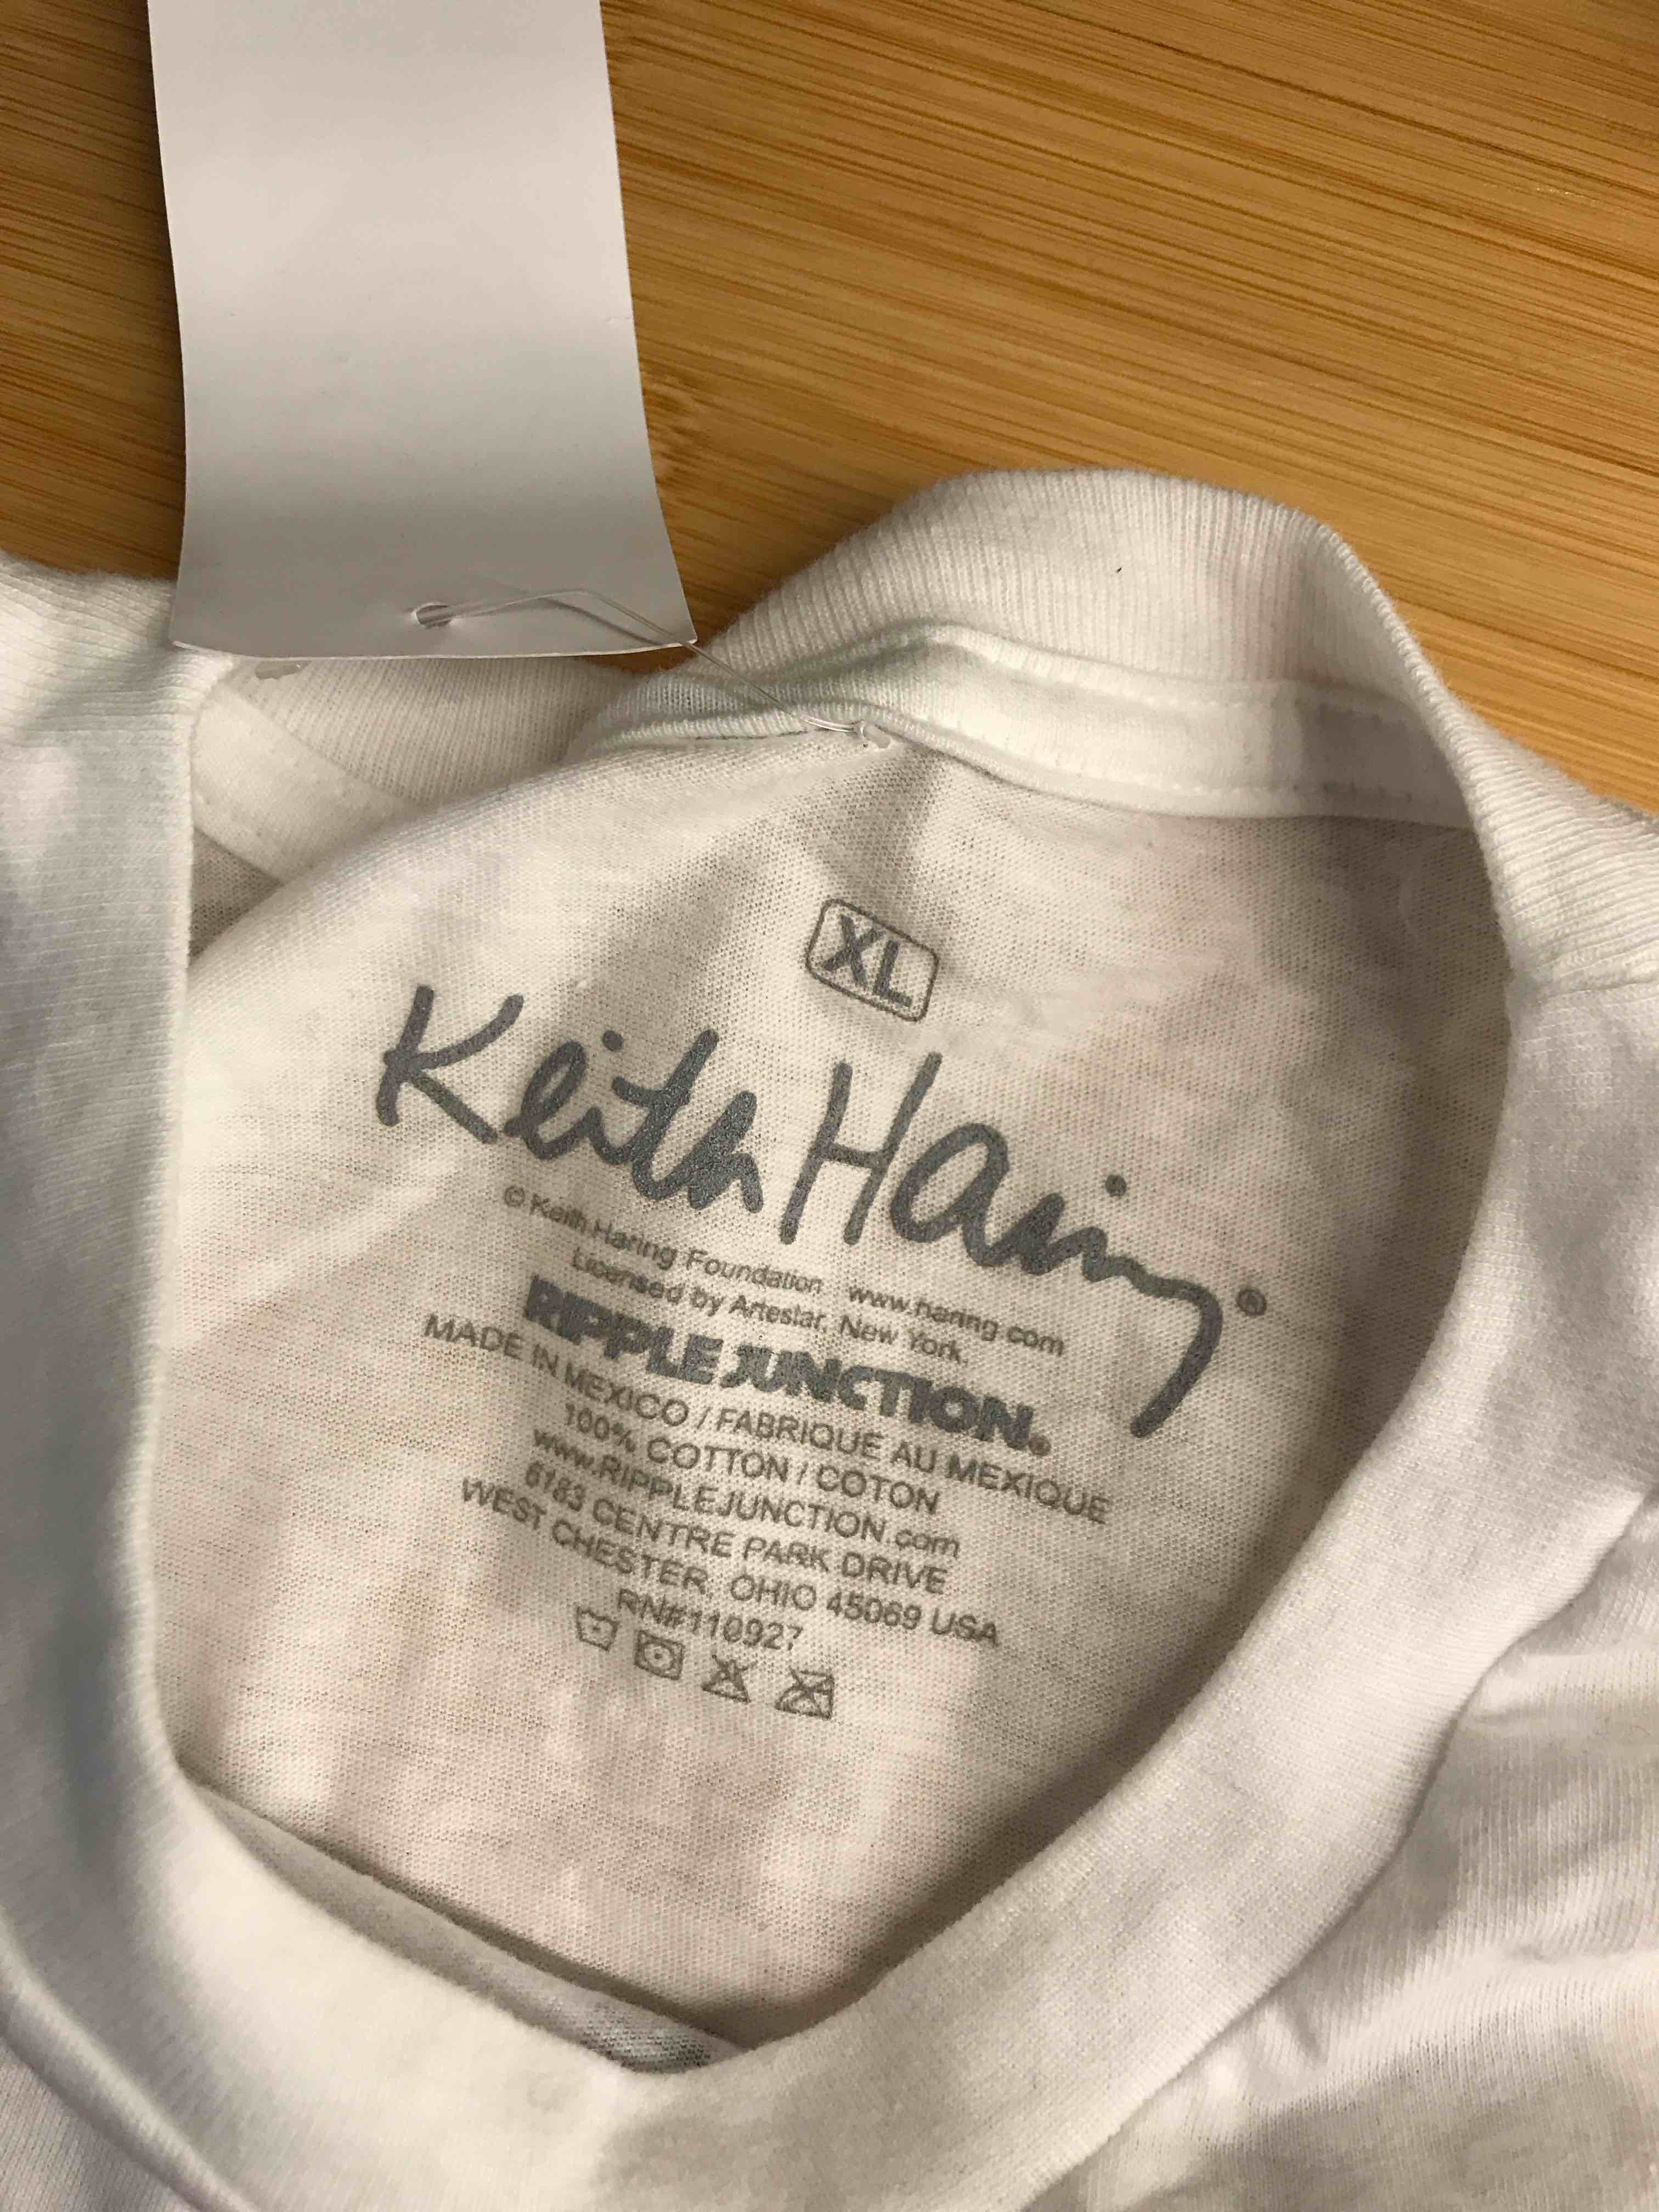 XL
Keith Haring®
© Keith Haring Foundation www.haring.com
Licensed by Artestar, New York.
RIPPLE JUNCTION®
MADE IN MEXICO / FABRIQUE AU MEXIQUE
100% COTTON / COTON
www.RIPPLEJUNCTION.com
6183 CENTRE PARK DRIVE
WEST CHESTER, OHIO 45069 USA
RN#110927